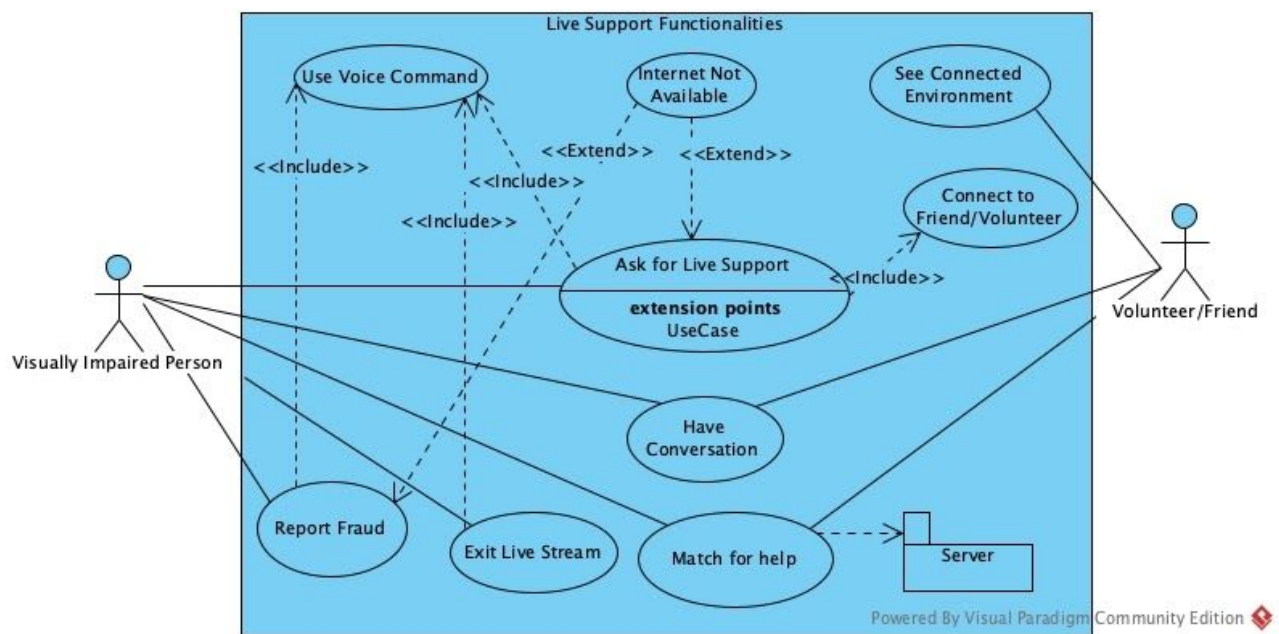 Live Support Functionalities
Use Voice Command
Internet Not
Available
See Connected
Environment
<<Extend>>
<<Extend>>
<<Include>>
<<Include>>
Connect to
Friend/Volunteer
<<Include>>
Ask for Live Support
<<Include>>
extension points
UseCase
Volunteer/Friend
Visually Impaired Person
Have
Conversation
Report Fraud
Exit Live Stream
Match for help
Server
Powered By Visual Paradigm Community Edition